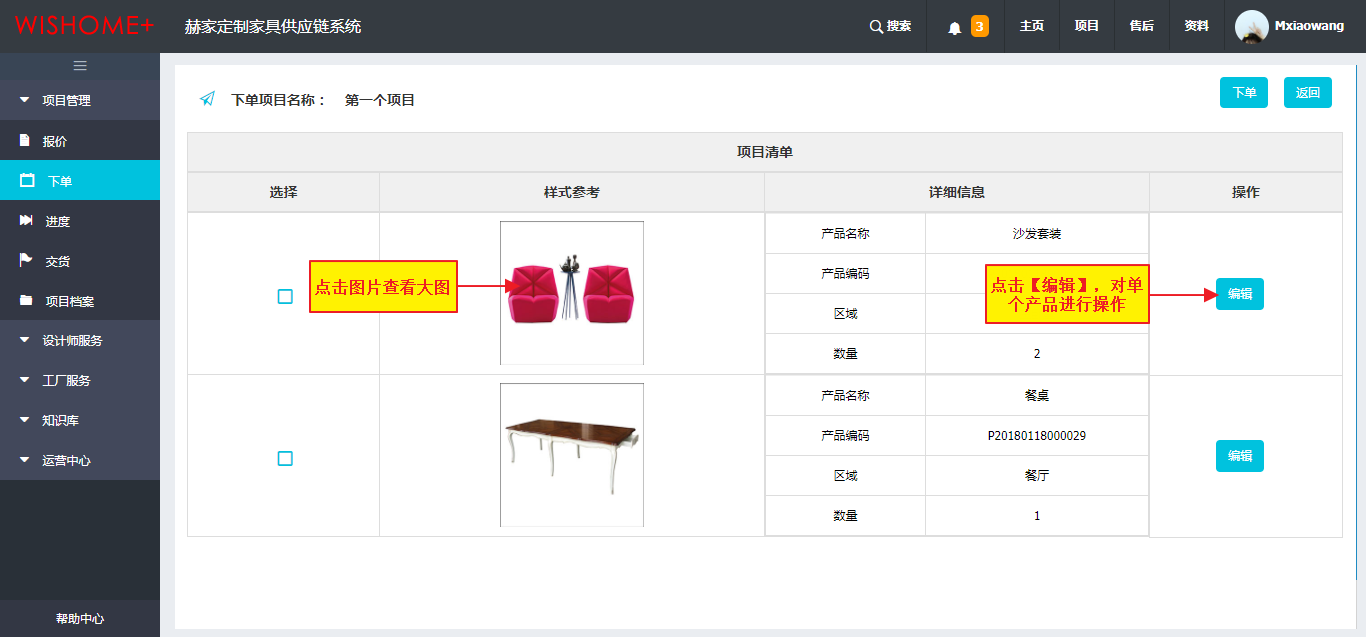 WISHOME+
赫家定制家具供应链系统
搜索
3
主页
项目
售后
资料
Mxiaowang
项目管理
报价
下单
进度
交货
项目档案
设计师服务
工厂服务
知识库
运营中心
帮助中心
下单项目名称： 第一个项目
下单
返回
项目清单
选择 样式参考 详细信息 操作
点击图片查看大图
产品名称 沙发套装
产品编码
区域
数量 2
点击【编辑】，对单
个产品进行操作
编辑
产品名称 餐桌
产品编码 P20180118000029
区域 餐厅
数量 1
编辑